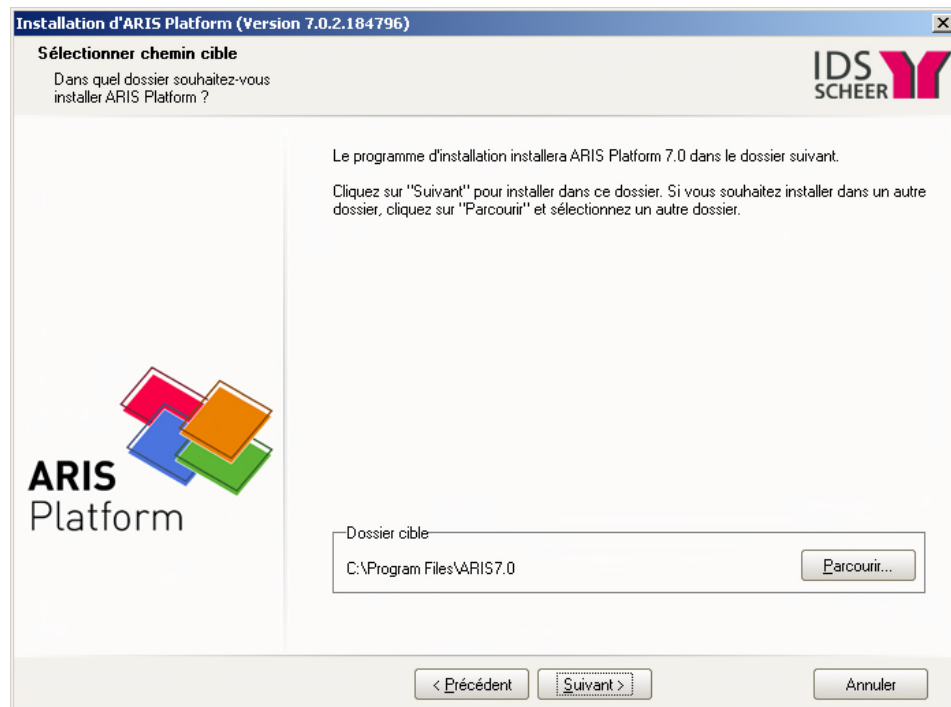 Installation d'ARIS Platform (Version 7.0.2.184796)
Sélectionner chemin cible
Dans quel dossier souhaitez-vous
installer ARIS Platform ?
IDS
SCHEER
Le programme d'installation installera ARIS Platform 7.0 dans le dossier suivant.
Cliquez sur "Suivant" pour installer dans ce dossier. Si vous souhaitez installer dans un autre
dossier, cliquez sur "Parcourir" et sélectionnez un autre dossier.
ARIS
Platform
Dossier cible
C:\Program Files\ARIS7.0
Parcourir...
< Précédent
Suivant >
Annuler